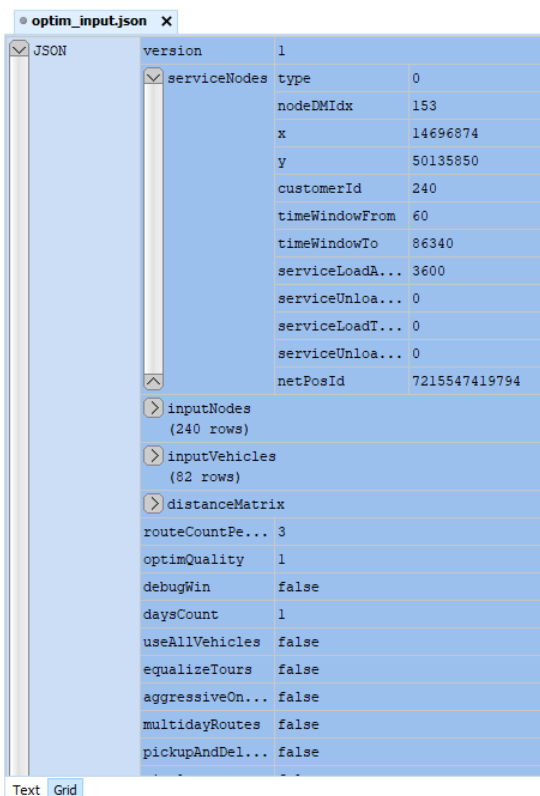 optim_input.json X
JSON version 1
serviceNodes type 0
nodeDMIdx 153
x 14696874
y 50135850
customerId 240
timeWindowFrom 60
timeWindowTo 86340
serviceLoadA... 3600
serviceUnloa... 0
serviceLoadT... 0
serviceUnloa... 0
netPosId 7215547419794
inputNodes
(240 rows)
inputVehicles
(82 rows)
distanceMatrix
routeCountPe... 3
optimQuality 1
debugWin false
daysCount 1
useAllVehicles false
equalizeTours false
aggressiveOn... false
multidayRoutes false
pickupAndDel... false
Text Grid